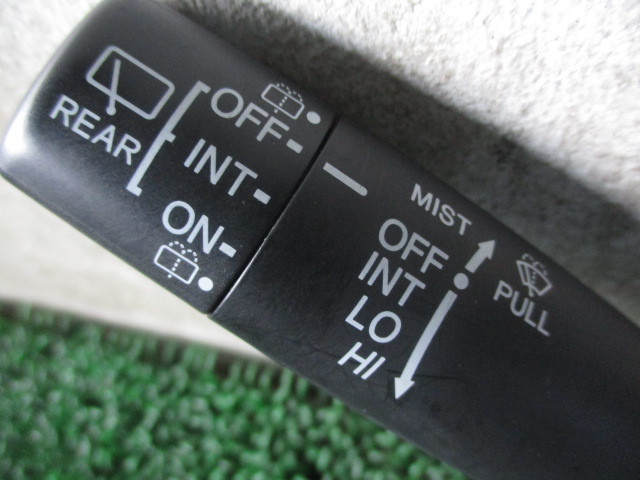 REAR
OFF-
INT-
ON-
MIST
OFF
INT
LO
HI
PULL